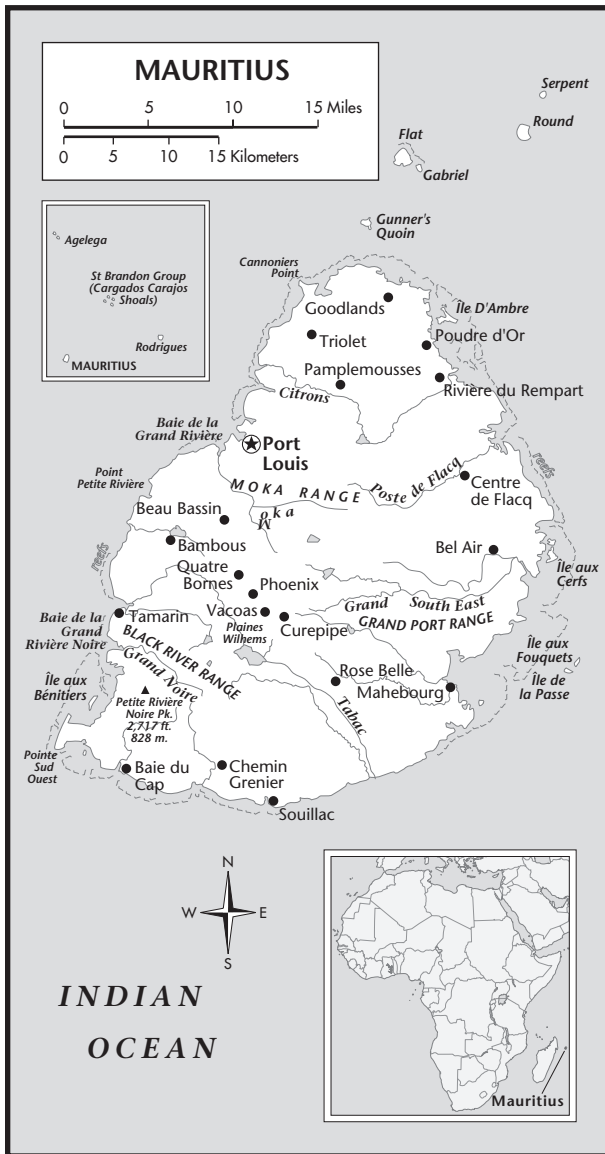 MAURITIUS
0 5 10 15 Miles
0 5 10 15 Kilometers
Serpent
Round
Flat
Gabriel
Gunner's
Quoin
Agelega
St Brandon Group
(Cargados Carajos
Shoals)
Rodrigues
MAURITIUS
Cannoniers
Point
Goodlands
Île D'Ambre
Triolet
Poudre d'Or
Pamplemousses
Rivière du Rempart
Citrons
Baie de la
Grand Rivière
Port
Louis
Point
Petite Rivière
MOKA RANGE
Poste de Flacq
Centre
de Flacq
reefs
Moka
Beau Bassin
Bambous
Bel Air
reefs
Île aux
Cerfs
Quatre
Bornes
Phoenix
Vacoas
Plaines
Wilhems
Curepipe
Grand South East
GRAND PORT RANGE
Baie de la
Grand
Rivière Noire
Tamarin
BLACK RIVER RANGE
Grand Noire
Île aux
Fouquets
Île de
la Passe
Île aux
Bénitiers
Rose Belle
Mahebourg
Tabac
Petite Rivière
Noire Pk.
2,717 ft.
828 m.
Pointe
Sud
Ouest
Baie du
Cap
Chemin
Grenier
Souillac
N
W E
S
INDIAN
OCEAN
Mauritius